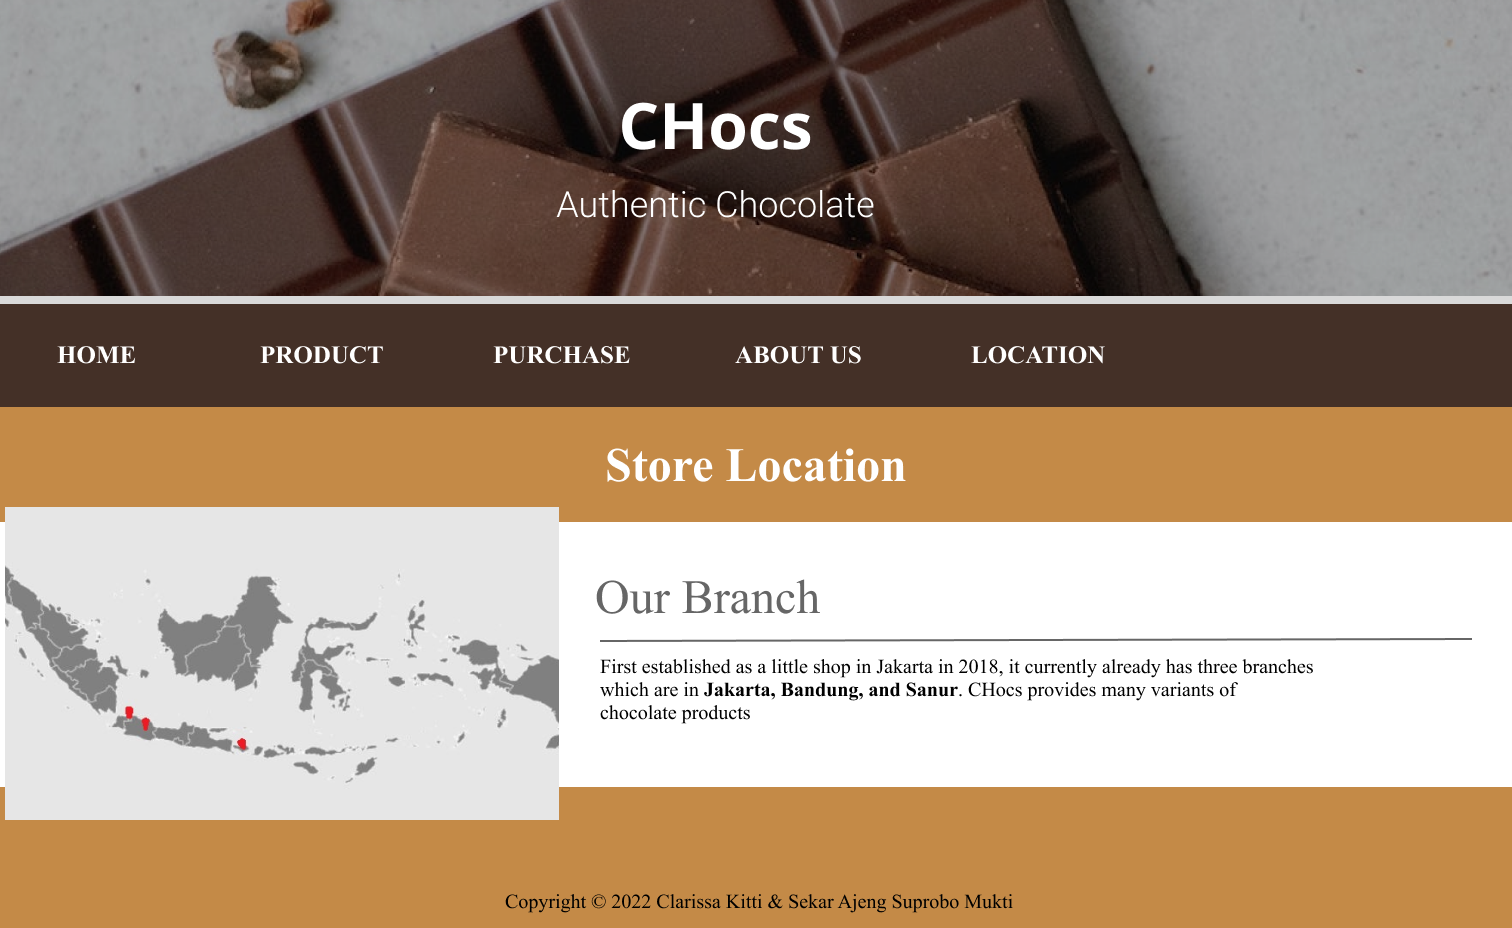 CHocs
Authentic Chocolate
HOME PRODUCT PURCHASE ABOUT US LOCATION
Store Location
Our Branch
First established as a little shop in Jakarta in 2018, it currently already has three branches
which are in Jakarta, Bandung, and Sanur. CHocs provides many variants of
chocolate products
Copyright © 2022 Clarissa Kitti & Sekar Ajeng Suprobo Mukti